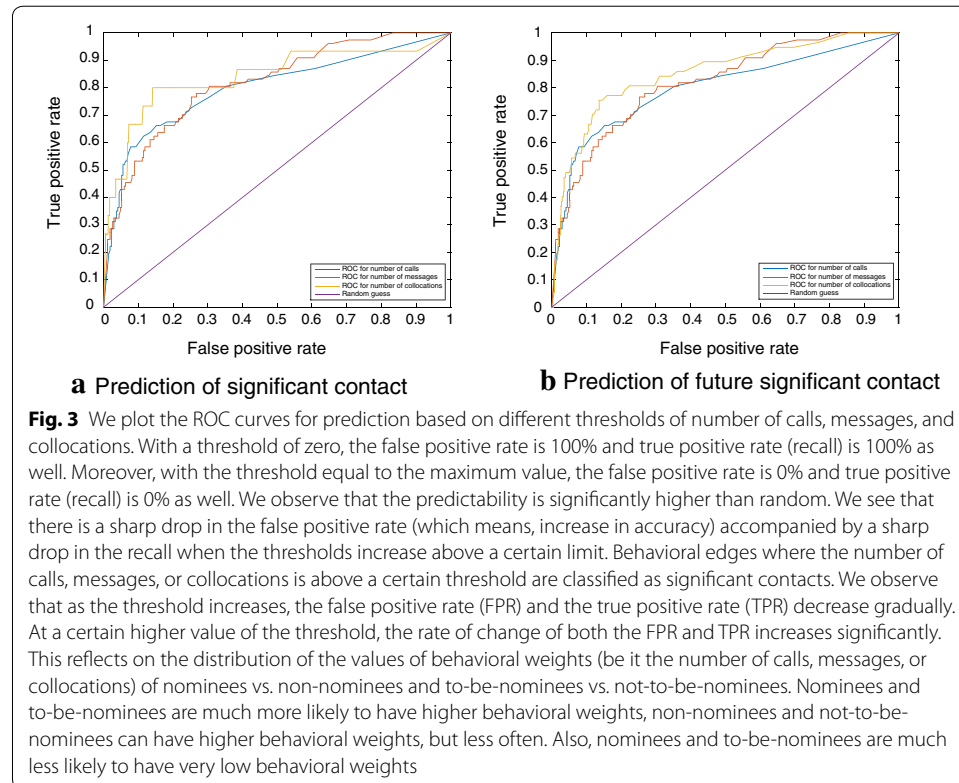 1
0.9
0.8
0.7
0.6
0.5
0.4
0.3
0.2
0.1
0
True positive rate
0 0.1 0.2 0.3 0.4 0.5 0.6 0.7 0.8 0.9 1
False positive rate
ROC for number of calls
ROC for number of messages
ROC for number of collocations
Random guess
a Prediction of significant contact
1
0.9
0.8
0.7
0.6
0.5
0.4
0.3
0.2
0.1
0
True positive rate
0 0.1 0.2 0.3 0.4 0.5 0.6 0.7 0.8 0.9 1
False positive rate
ROC for number of calls
ROC for number of messages
ROC for number of collocations
Random guess
b Prediction of future significant contact
Fig. 3 We plot the ROC curves for prediction based on different thresholds of number of calls, messages, and
collocations. With a threshold of zero, the false positive rate is 100% and true positive rate (recall) is 100% as
well. Moreover, with the threshold equal to the maximum value, the false positive rate is 0% and true positive
rate (recall) is 0% as well. We observe that the predictability is significantly higher than random. We see that
there is a sharp drop in the false positive rate (which means, increase in accuracy) accompanied by a sharp
drop in the recall when the thresholds increase above a certain limit. Behavioral edges where the number of
calls, messages, or collocations is above a certain threshold are classified as significant contacts. We observe
that as the threshold increases, the false positive rate (FPR) and the true positive rate (TPR) decrease gradually.
At a certain higher value of the threshold, the rate of change of both the FPR and TPR increases significantly.
This reflects on the distribution of the values of behavioral weights (be it the number of calls, messages, or
collocations) of nominees vs. non-nominees and to-be-nominees vs. not-to-be-nominees. Nominees and
to-be-nominees are much more likely to have higher behavioral weights, non-nominees and not-to-be-
nominees can have higher behavioral weights, but less often. Also, nominees and to-be-nominees are much
less likely to have very low behavioral weights